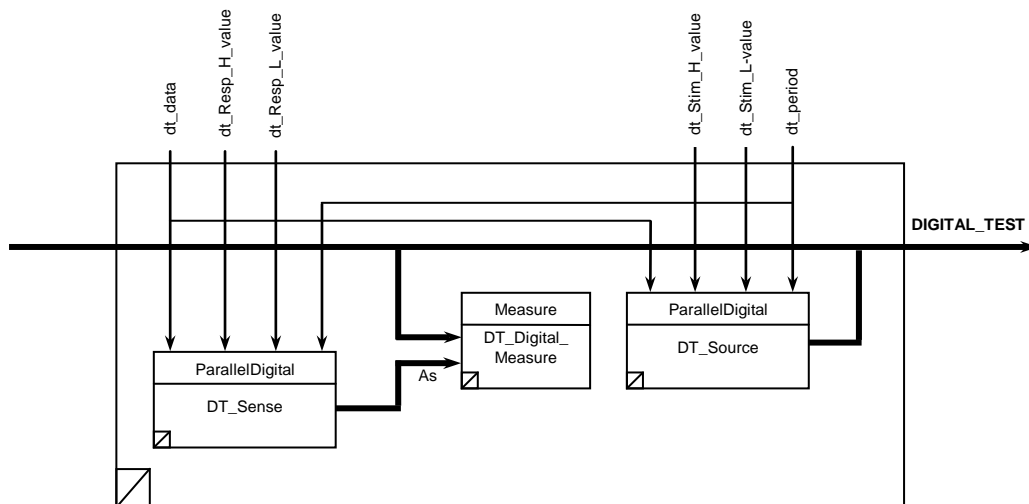 dt_data
dt_Resp_H_value
dt_Resp_L_value
dt_Stim_H_value
dt_Stim_L-value
dt_period
DIGITAL_TEST
Measure
DT_Digital_
Measure
ParallelDigital
DT_Source
As
ParallelDigital
DT_Sense